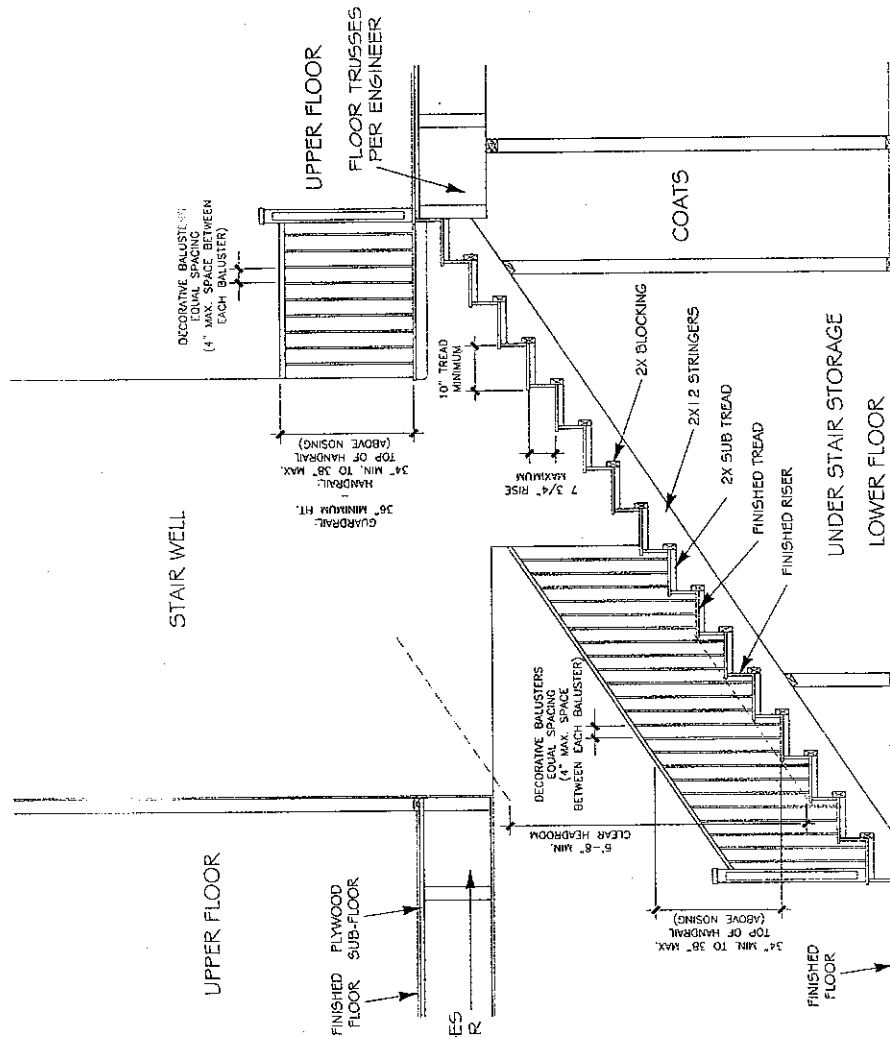 UPPER FLOOR
FLOOR TRUSSES
PER ENGINEER
DECORATIVE
EQUAL SPACING
(4" MAX. SPACE BETWEEN
EACH BALUSTER)
STAIR WELL
GUARDRAIL:
36" MINIMUM HT.
-
HANDRAIL:
34" MIN. TO 38" MAX.
TOP OF HANDRAIL
(ABOVE NOSING)
10" TREAD
MINIMUM
7 3/4" RISE
MAXIMUM
COATS
2X BLOCKING
2X12 STRINGERS
2X SUB TREAD
FINISHED TREAD
FINISHED RISER
UNDER STAIR STORAGE
LOWER FLOOR
DECORATIVE BALUSTERS
EQUAL SPACING
(4" MAX. SPACE
BETWEEN EACH BALUSTER)
6'-8" MIN.
CLEAR HEADROOM
34" MIN. TO 38" MAX.
TOP OF HANDRAIL
(ABOVE NOSING)
UPPER FLOOR
FINISHED
FLOOR
PLYWOOD
SUB-FLOOR
ES
R
FINISHED
FLOOR